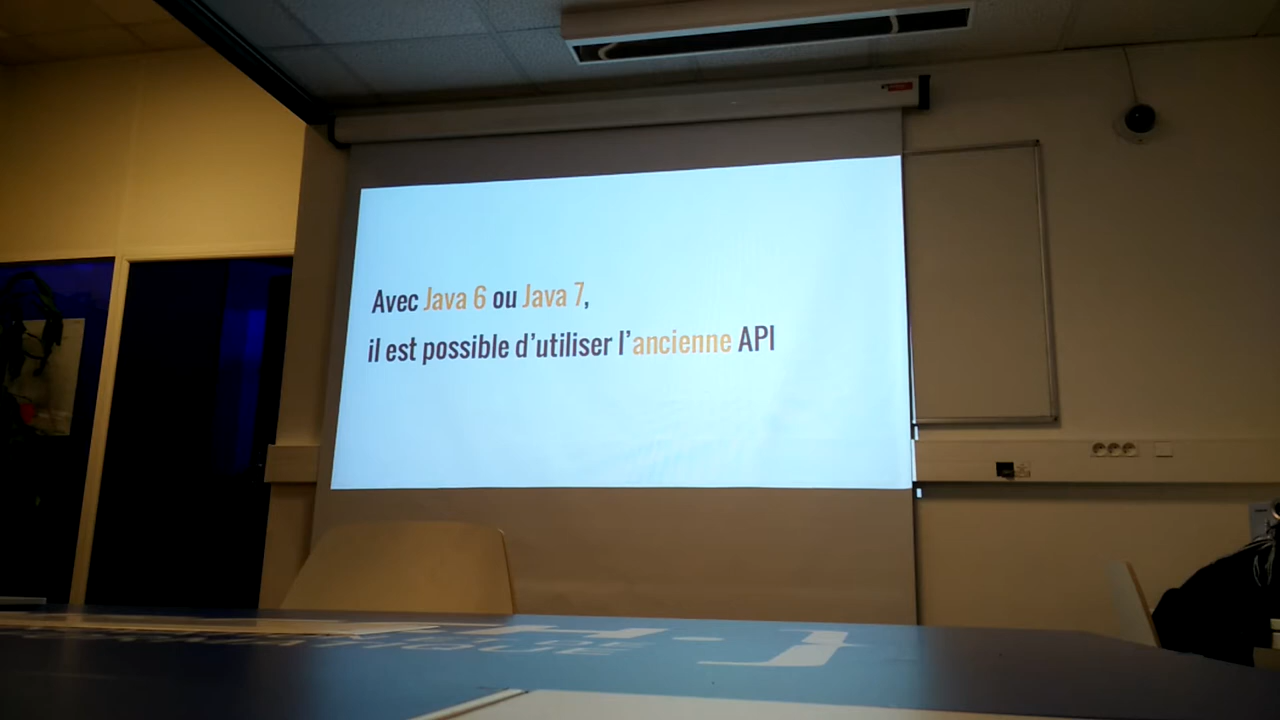 Avec Java 6 ou Java 7,
il est possible d'utiliser l'ancienne API